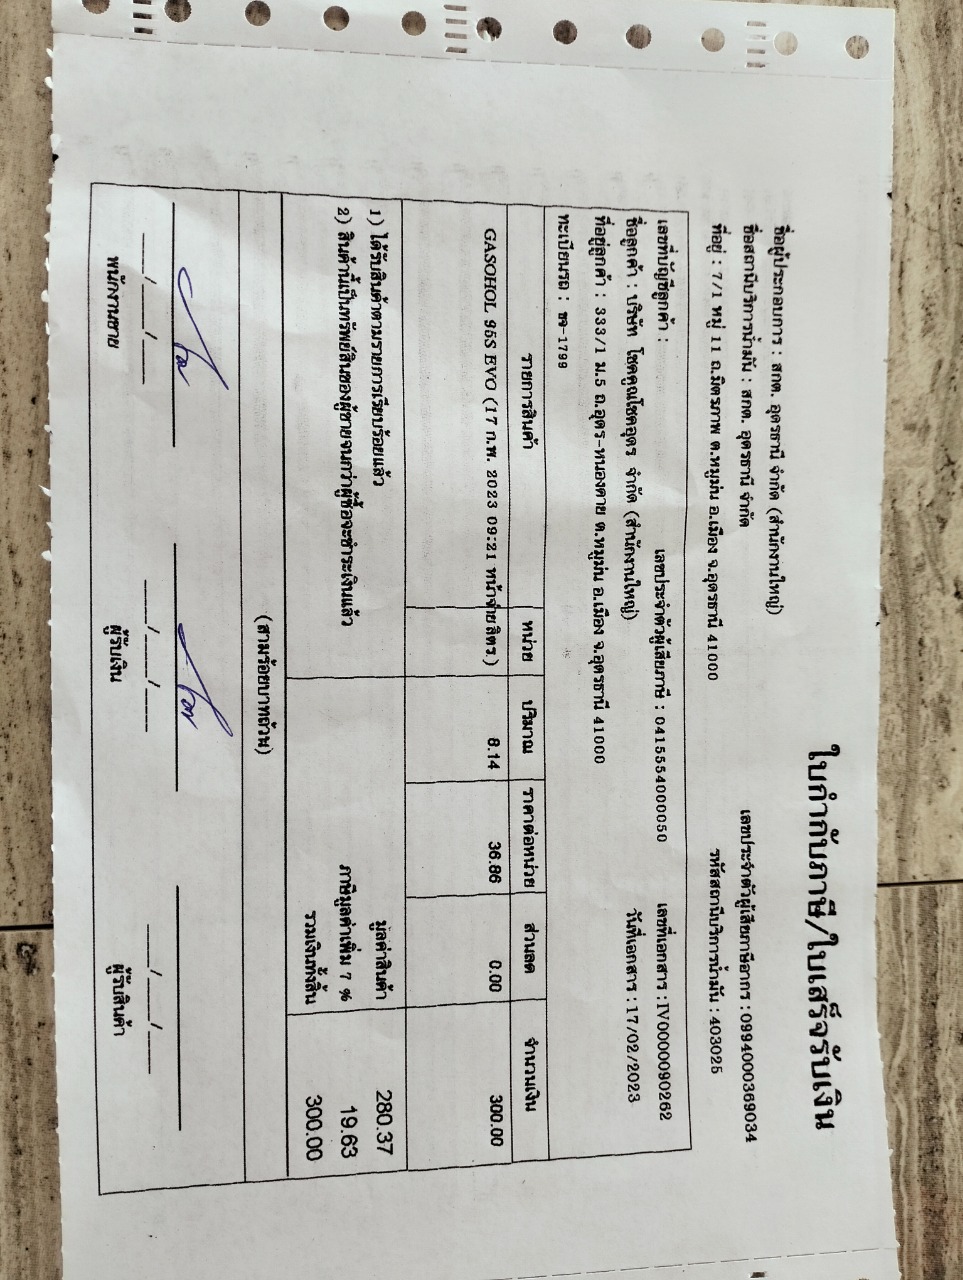 ใบกำกับภาษี/ใบเสร็จรับเงิน
ชื่อผู้ประกอบการ : สกต. อุดรธานี จำกัด (สำนักงานใหญ่) เลขประจำตัวผู้เสียภาษีอากร : 0994000369034
ชื่อสถานีบริการน้ำมัน : สกต. อุดรธานี จำกัด รหัสสถานีบริการน้ำมัน : 403025
ที่อยู่ : 7/1 หมู่ 11 ถ.มิตรภาพ ต.หมูม่น อ.เมือง จ.อุดรธานี 41000
เลขที่บัญชีลูกค้า : เลขประจำตัวผู้เสียภาษี : 0415554000050 เลขที่เอกสาร : IV0000090262
ชื่อลูกค้า : บริษัท โชคคูณโชคอุดร จำกัด (สำนักงานใหญ่) วันที่เอกสาร : 17/02/2023
ที่อยู่ลูกค้า : 333/1 ม.5 ถ.อุดร-หนองคาย ต.หมูม่น อ.เมือง จ.อุดรธานี 41000
ทะเบียนรถ : ขจ-1799
รายการสินค้า หน่วย ปริมาณ ราคาต่อหน่วย ส่วนลด จำนวนเงิน
GASOHOL 95S EVO (17 ก.พ. 2023 09:21 หน้าจ่าย ลิตร.) 8.14 36.86 0.00 300.00
1) ได้รับสินค้าตามรายการเรียบร้อยแล้ว มูลค่าสินค้า 280.37
2) สินค้านี้เป็นทรัพย์สินของผู้ขายจนกว่าผู้ซื้อจะชำระเงินแล้ว ภาษีมูลค่าเพิ่ม 7 % 19.63
รวมเงินทั้งสิ้น 300.00
(สามร้อยบาทถ้วน)
____/____/____ ____/____/____ ____/____/____
พนักงานขาย ผู้รับเงิน ผู้รับสินค้า